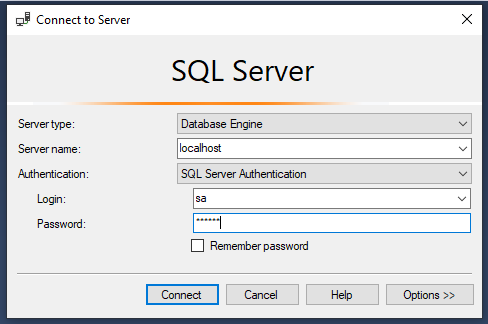 Connect to Server
SQL Server
Server type: Database Engine
Server name: localhost
Authentication: SQL Server Authentication
Login: sa
Password: ******
Remember password
Connect Cancel Help Options >>